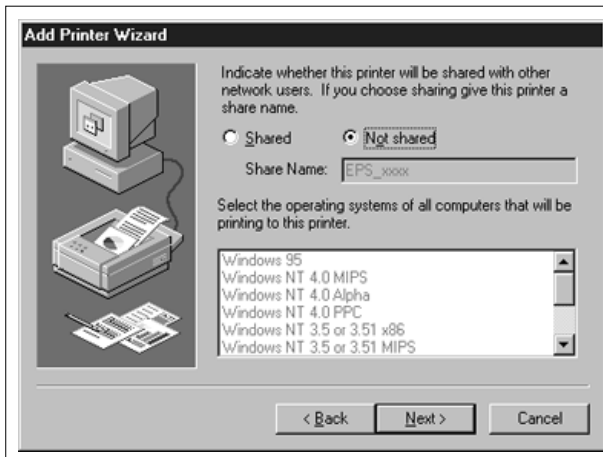 Add Printer Wizard
Indicate whether this printer will be shared with other
network users. If you choose sharing give this printer a
share name.
Shared Not shared
Share Name: EPS_xxxx
Select the operating systems of all computers that will be
printing to this printer.
Windows 95
Windows NT 4.0 MIPS
Windows NT 4.0 Alpha
Windows NT 4.0 PPC
Windows NT 3.5 or 3.51 x86
Windows NT 3.5 or 3.51 MIPS
< Back Next > Cancel